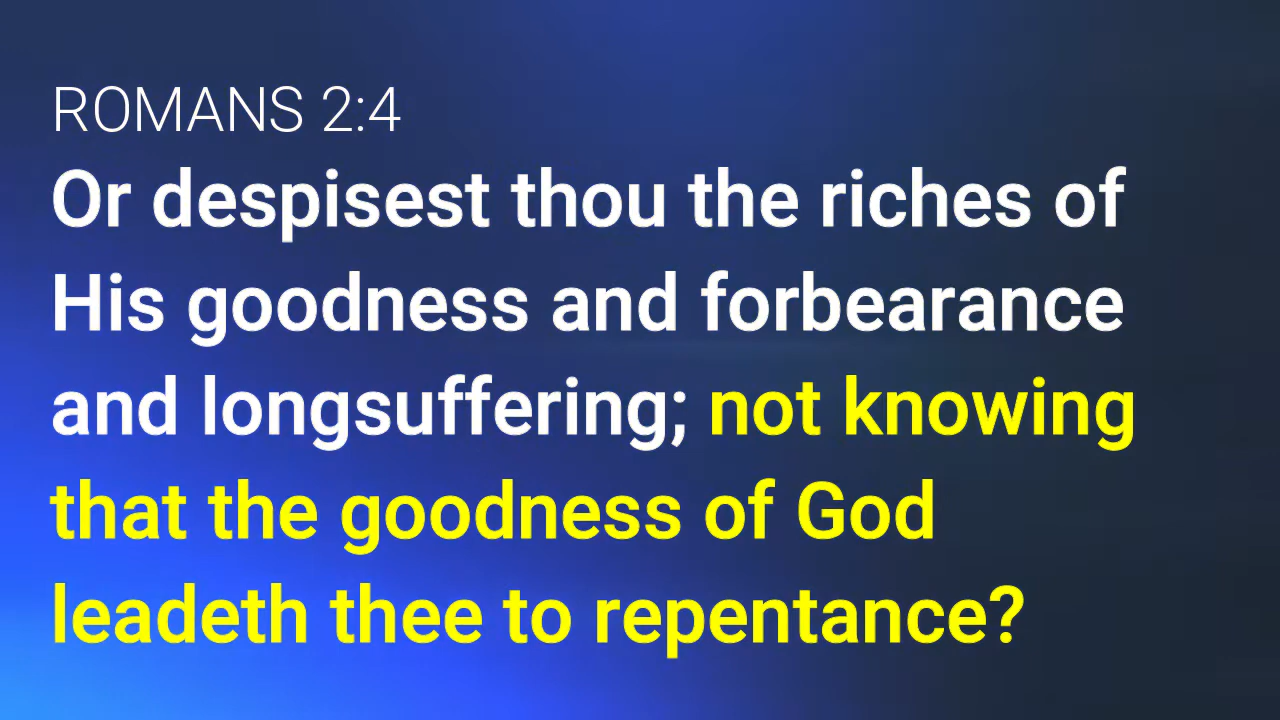 ROMANS 2:4
Or despisest thou the riches of
His goodness and forbearance
and longsuffering; not knowing
that the goodness of God
leadeth thee to repentance?